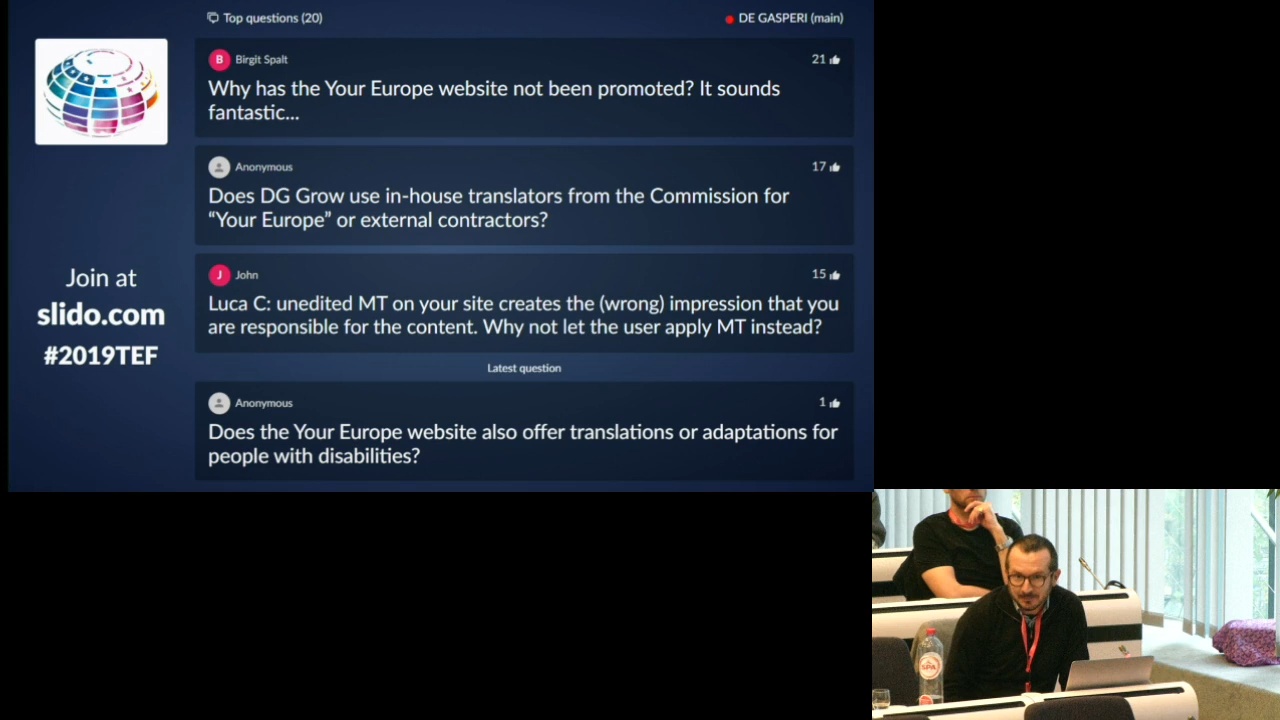 Top questions (20)
DE GASPERI (main)
B Birgit Spalt
21
Why has the Your Europe website not been promoted? It sounds
fantastic...
Anonymous
17
Does DG Grow use in-house translators from the Commission for
“Your Europe” or external contractors?
J John
15
Luca C: unedited MT on your site creates the (wrong) impression that you
are responsible for the content. Why not let the user apply MT instead?
Latest question
Anonymous
1
Does the Your Europe website also offer translations or adaptations for
people with disabilities?
Join at
slido.com
#2019TEF
SPA